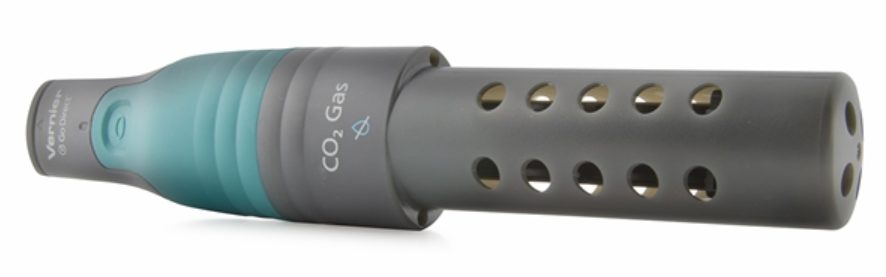 Vernier
Go Direct
CO₂ Gas